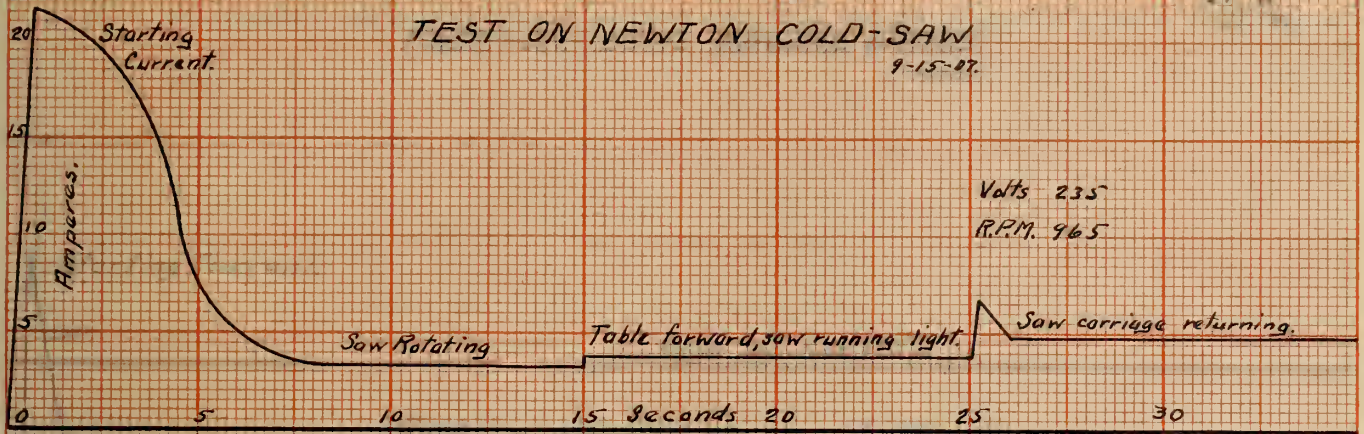 TEST ON NEWTON COLD-SAW
9-15-07.
20
Starting
Current.
15
Ampares.
Volts 235
10
R.P.M. 965
5
Saw Rotating
Table forward, saw running light.
Saw carriage returning.
0 5 10 15 Seconds 20 25 30